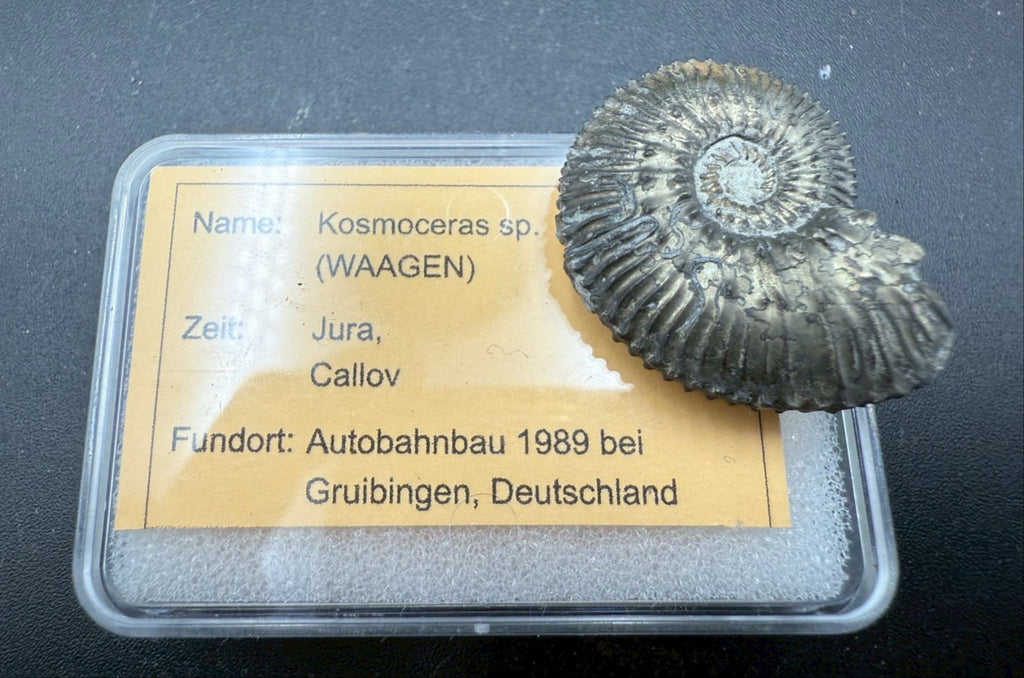 Name: Kosmoceras sp.
(WAAGEN)
Zeit: Jura,
Callov
Fundort: Autobahnbau 1989 bei
Gruibingen, Deutschland